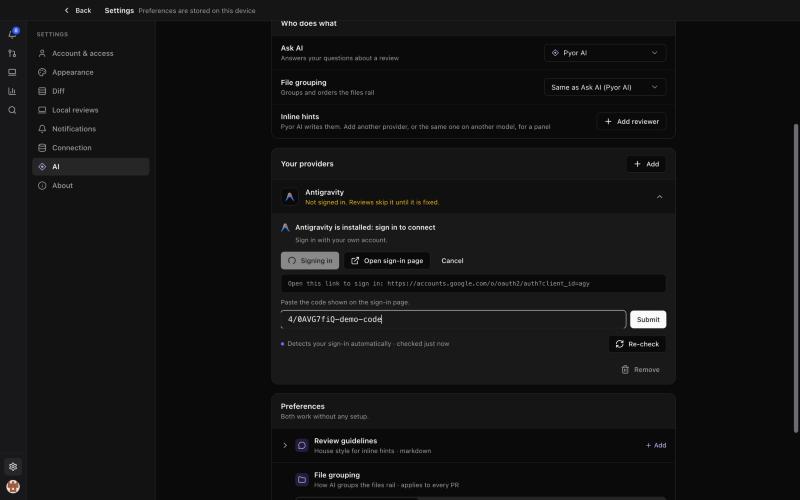 Back
Settings
Preferences are stored on this device
8
SETTINGS
Account & access
Appearance
Diff
Local reviews
Notifications
Connection
AI
About
Who does what
Ask AI
Answers your questions about a review
Pyor AI
File grouping
Groups and orders the files rail
Same as Ask AI (Pyor AI)
Inline hints
Pyor AI writes them. Add another provider, or the same one on another model, for a panel
Add reviewer
Your providers
Add
Antigravity
Not signed in. Reviews skip it until it is fixed.
Antigravity is installed: sign in to connect
Sign in with your own account.
Signing in
Open sign-in page
Cancel
Open this link to sign in: https://accounts.google.com/o/oauth2/auth?client_id=agy
Paste the code shown on the sign-in page.
4/0AVG7fiQ-demo-code
Submit
Detects your sign-in automatically · checked just now
Re-check
Remove
Preferences
Both work without any setup.
Review guidelines
House style for inline hints · markdown
+ Add
File grouping
How AI groups the files rail · applies to every PR